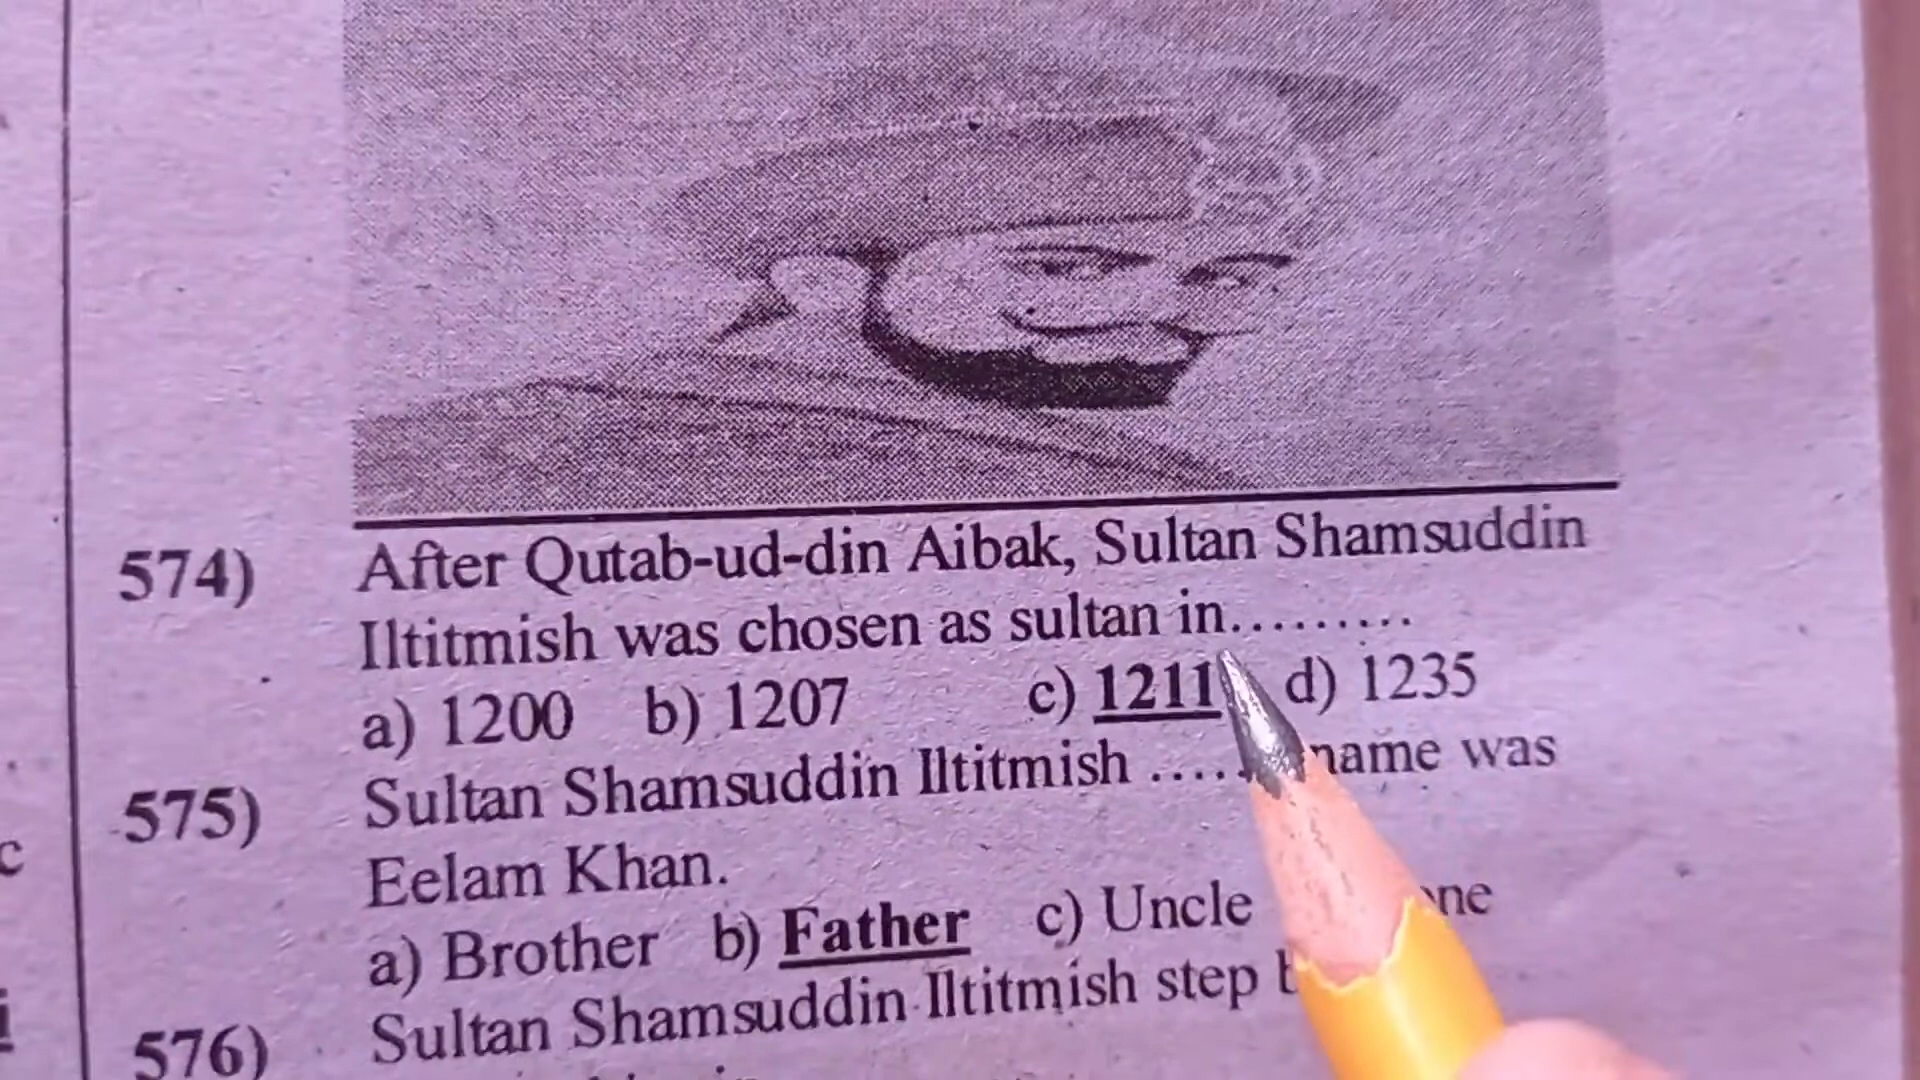 574) After Qutab-ud-din Aibak, Sultan Shamsuddin
Iltitmish was chosen as sultan in.........
a) 1200 b) 1207 c) 1211 d) 1235
575) Sultan Shamsuddin Iltitmish ..... name was
Eelam Khan.
a) Brother b) Father c) Uncle
576) Sultan Shamsuddin Iltitmish step